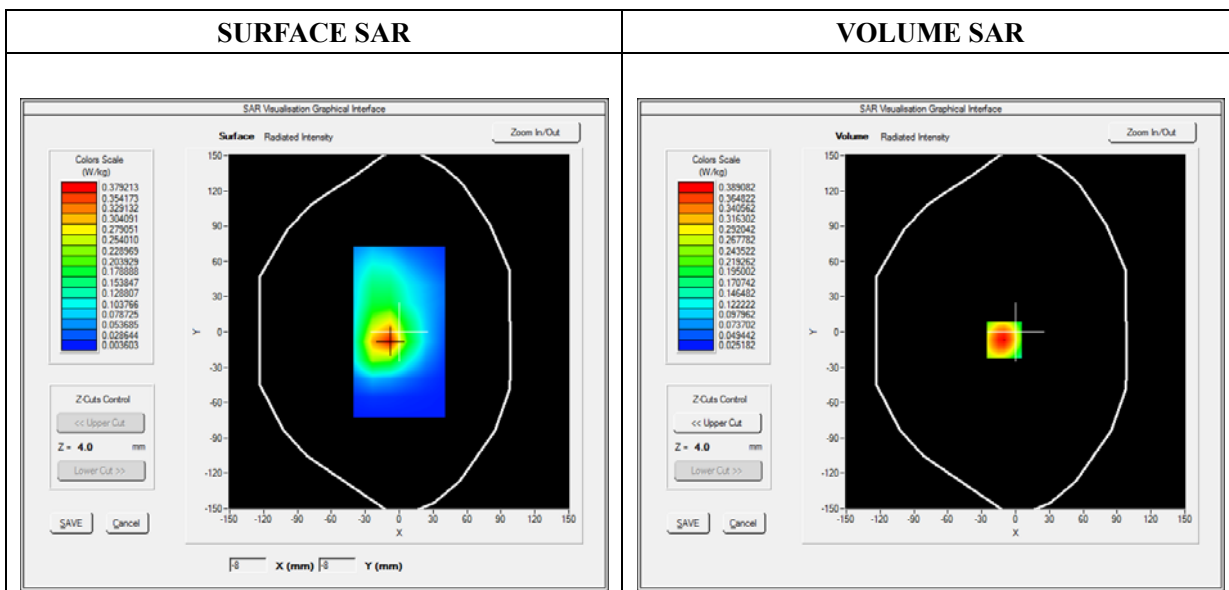 SURFACE SAR
VOLUME SAR
SAR Visualisation Graphical Interface
Surface Radiated Intensity
Zoom In/Out
Colors Scale
(W/kg)
0.379213
0.354173
0.329132
0.304091
0.279051
0.254010
0.228969
0.203929
0.178888
0.153847
0.128807
0.103766
0.078725
0.053685
0.028644
0.003603
Z-Cuts Control
<< Upper Cut
Z = 4.0 mm
Lower Cut >>
SAVE Cancel
150
120
90
60
30
0
-30
-60
-90
-120
-150
Y
-150 -120 -90 -60 -30 0 30 60 90 120 150
X
-8 X (mm) -8 Y (mm)
SAR Visualisation Graphical Interface
Volume Radiated Intensity
Zoom In/Out
Colors Scale
(W/kg)
0.389082
0.364822
0.340562
0.316302
0.292042
0.267782
0.243522
0.219262
0.195002
0.170742
0.146482
0.122222
0.097962
0.073702
0.049442
0.025182
Z-Cuts Control
<< Upper Cut
Z = 4.0 mm
Lower Cut >>
SAVE Cancel
150
120
90
60
30
0
-30
-60
-90
-120
-150
Y
-150 -120 -90 -60 -30 0 30 60 90 120 150
X